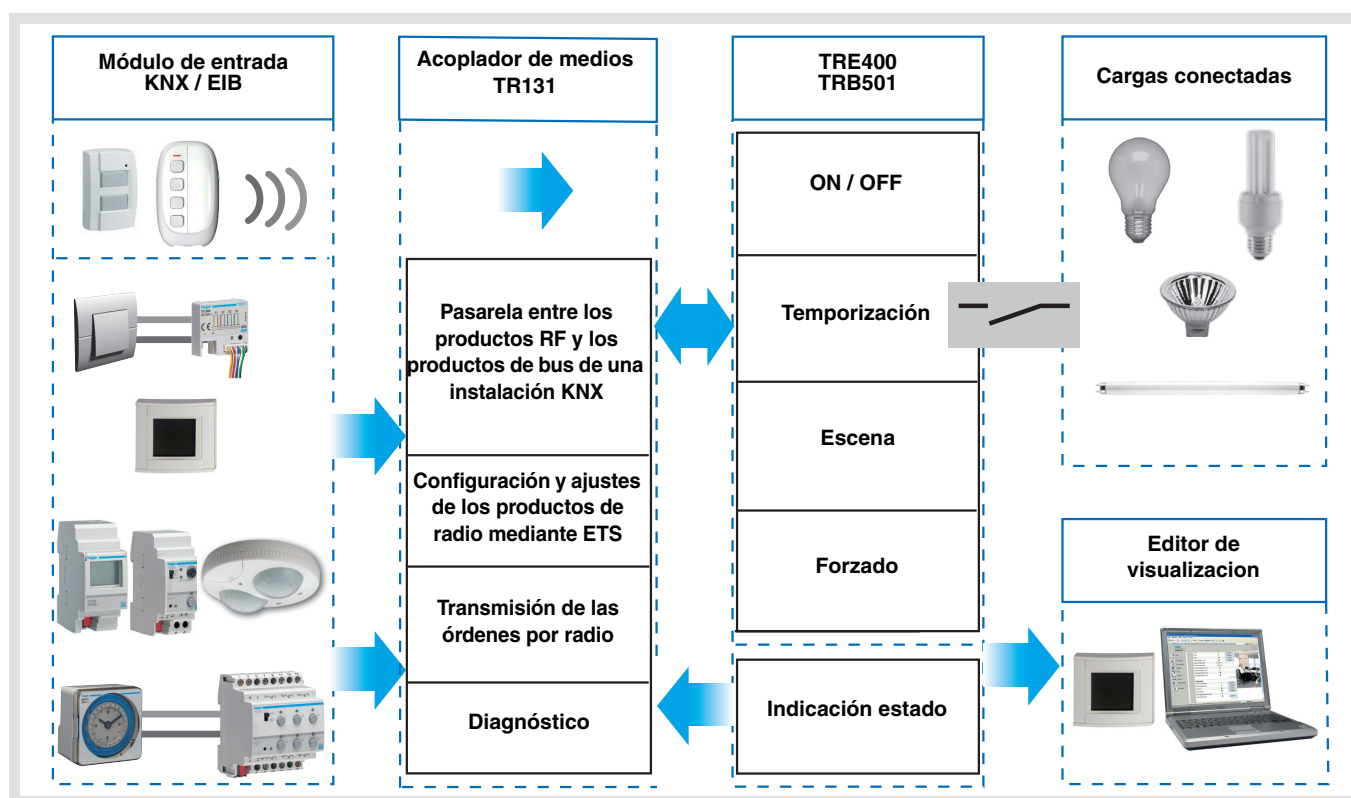 Módulo de entrada
KNX / EIB
Acoplador de medios
TR131
TRE400
TRB501
Cargas conectadas
ON / OFF
Pasarela entre los
productos RF y los
productos de bus de una
instalación KNX
Temporización
Escena
Configuración y ajustes
de los productos de
radio mediante ETS
Forzado
Editor de
visualizacion
Transmisión de las
órdenes por radio
Diagnóstico
Indicación estado